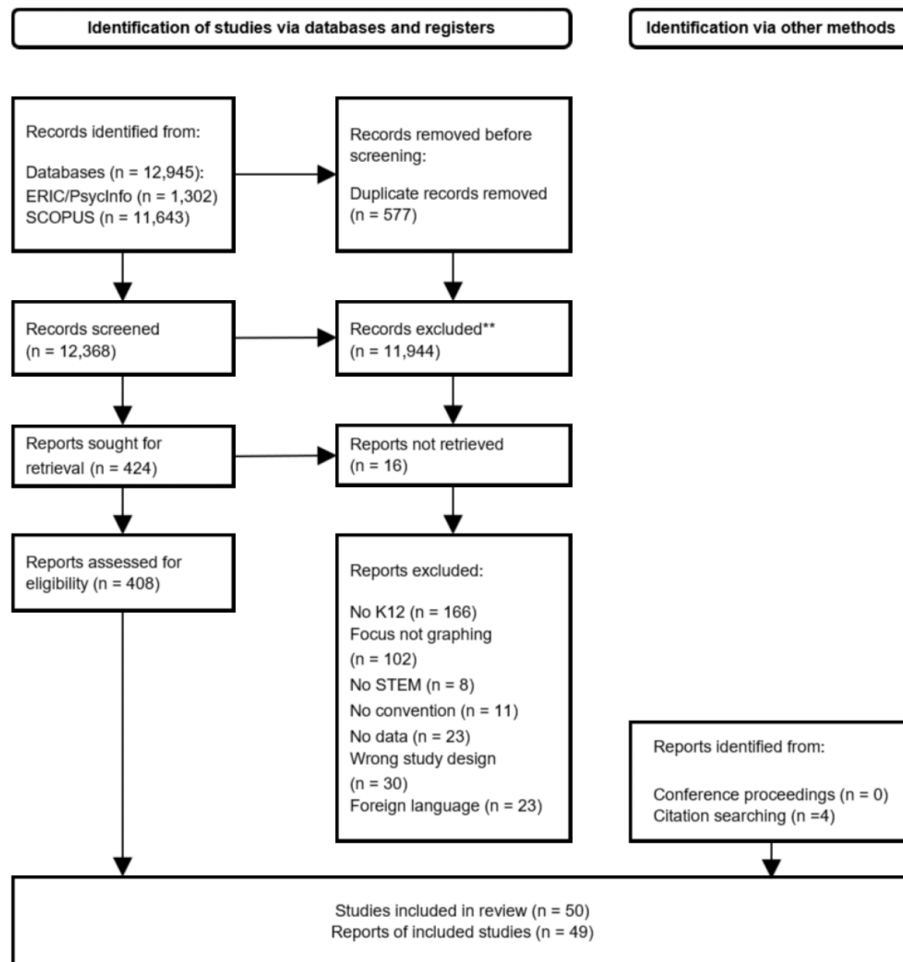 Identification of studies via databases and registers
Identification via other methods
Records identified from:
Databases (n = 12,945):
ERIC/PsycInfo (n = 1,302)
SCOPUS (n = 11,643)
Records removed before
screening:
Duplicate records removed
(n = 577)
Records screened
(n = 12,368)
Records excluded**
(n = 11,944)
Reports sought for
retrieval (n = 424)
Reports not retrieved
(n = 16)
Reports assessed for
eligibility (n = 408)
Reports excluded:
No K12 (n = 166)
Focus not graphing
(n = 102)
No STEM (n = 8)
No convention (n = 11)
No data (n = 23)
Wrong study design
(n = 30)
Foreign language (n = 23)
Reports identified from:
Conference proceedings (n = 0)
Citation searching (n =4)
Studies included in review (n = 50)
Reports of included studies (n = 49)